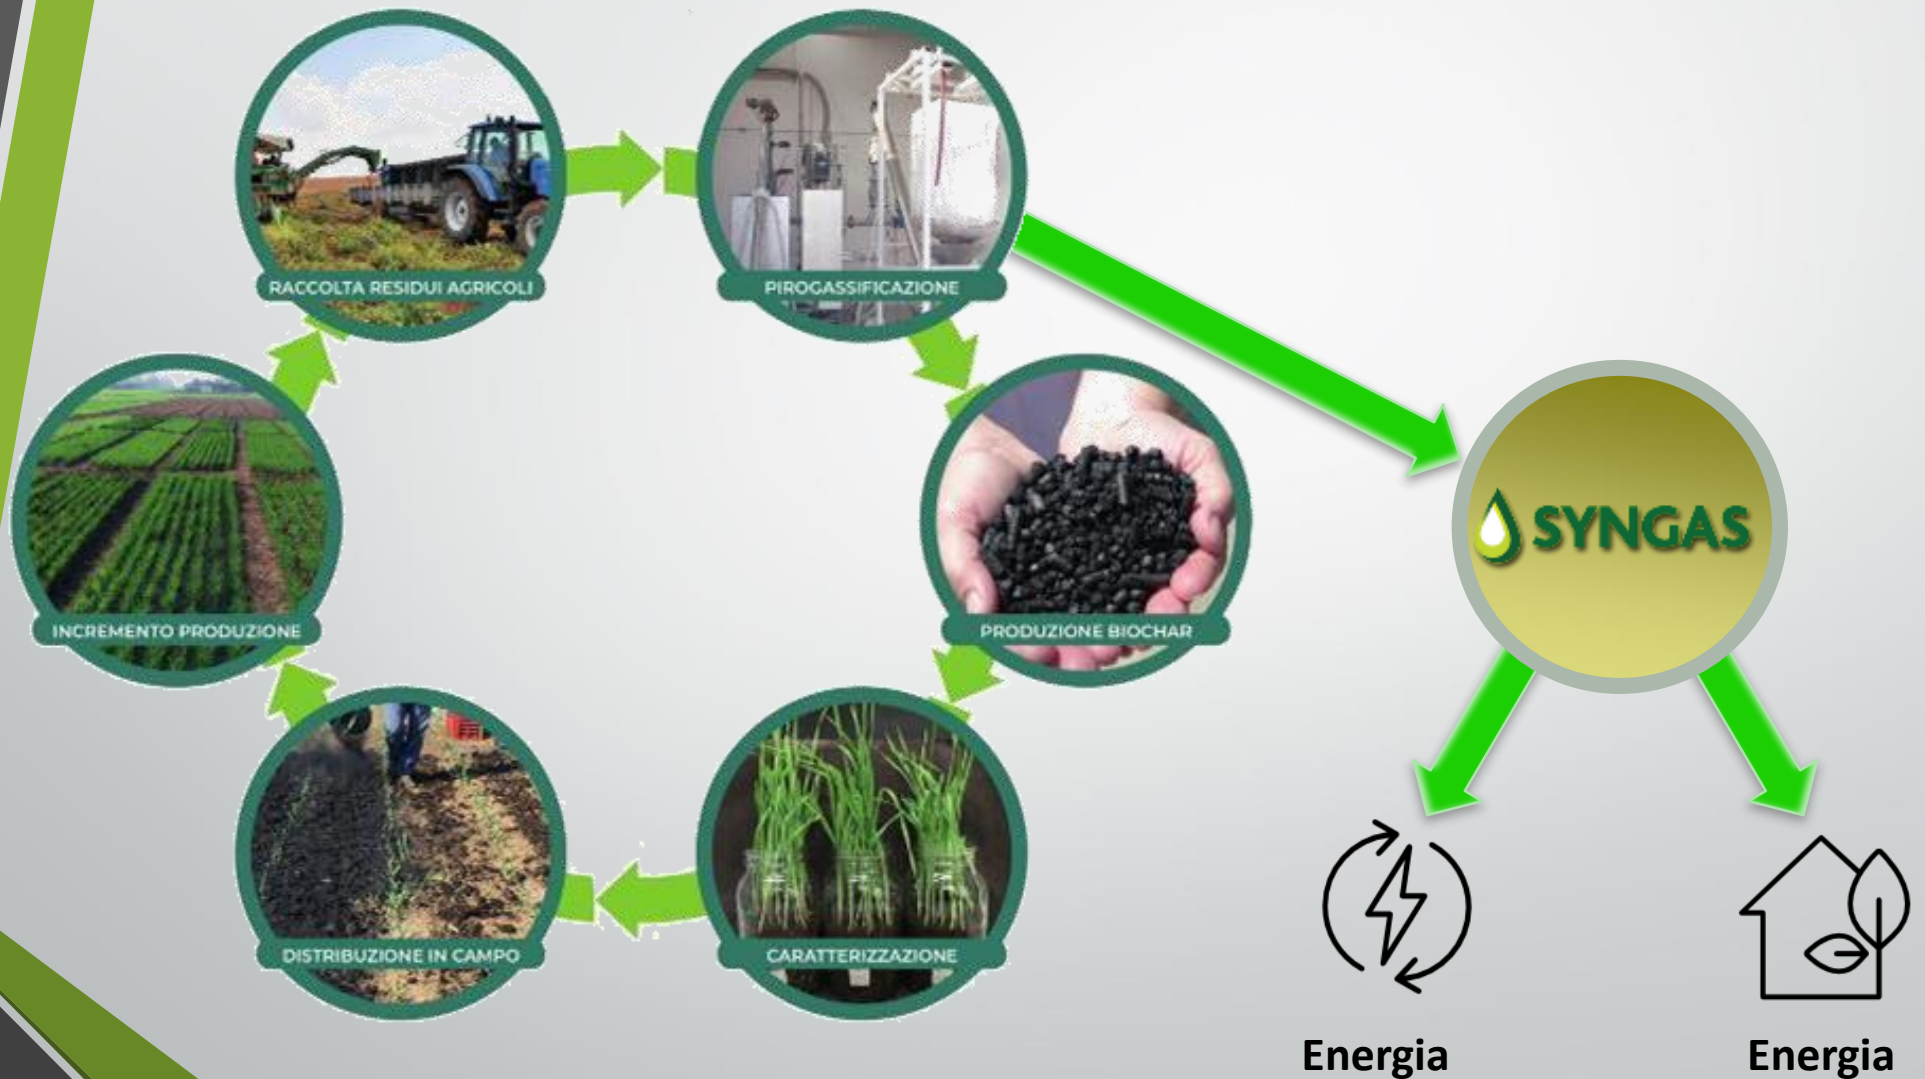 RACCOLTA RESIDUI AGRICOLI
PIROGASSIFICAZIONE
PRODUZIONE BIOCHAR
CARATTERIZZAZIONE
DISTRIBUZIONE IN CAMPO
INCREMENTO PRODUZIONE
SYNGAS
Energia
Energia